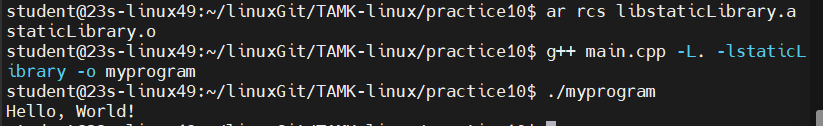 student@23s-linux49:~/linuxGit/TAMK-linux/practice10$ ar rcs libstaticLibrary.a
staticLibrary.o
student@23s-linux49:~/linuxGit/TAMK-linux/practice10$ g++ main.cpp -L. -lstaticL
ibrary -o myprogram
student@23s-linux49:~/linuxGit/TAMK-linux/practice10$ ./myprogram
Hello, World!